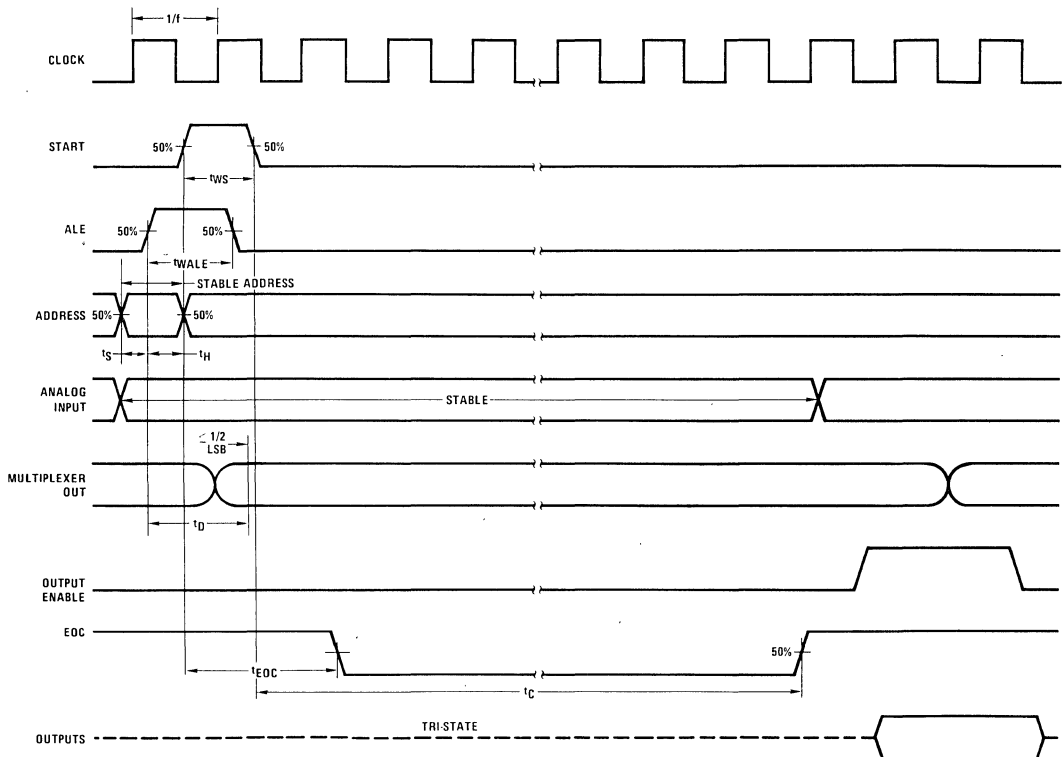 1/f
CLOCK
START
50%
50%
tWS
ALE
50%
50%
tWALE
STABLE ADDRESS
ADDRESS
50%
50%
tS
tH
ANALOG
INPUT
STABLE
1/2
LSB
MULTIPLEXER
OUT
tD
OUTPUT
ENABLE
EOC
50%
tEOC
tC
TRI-STATE
OUTPUTS